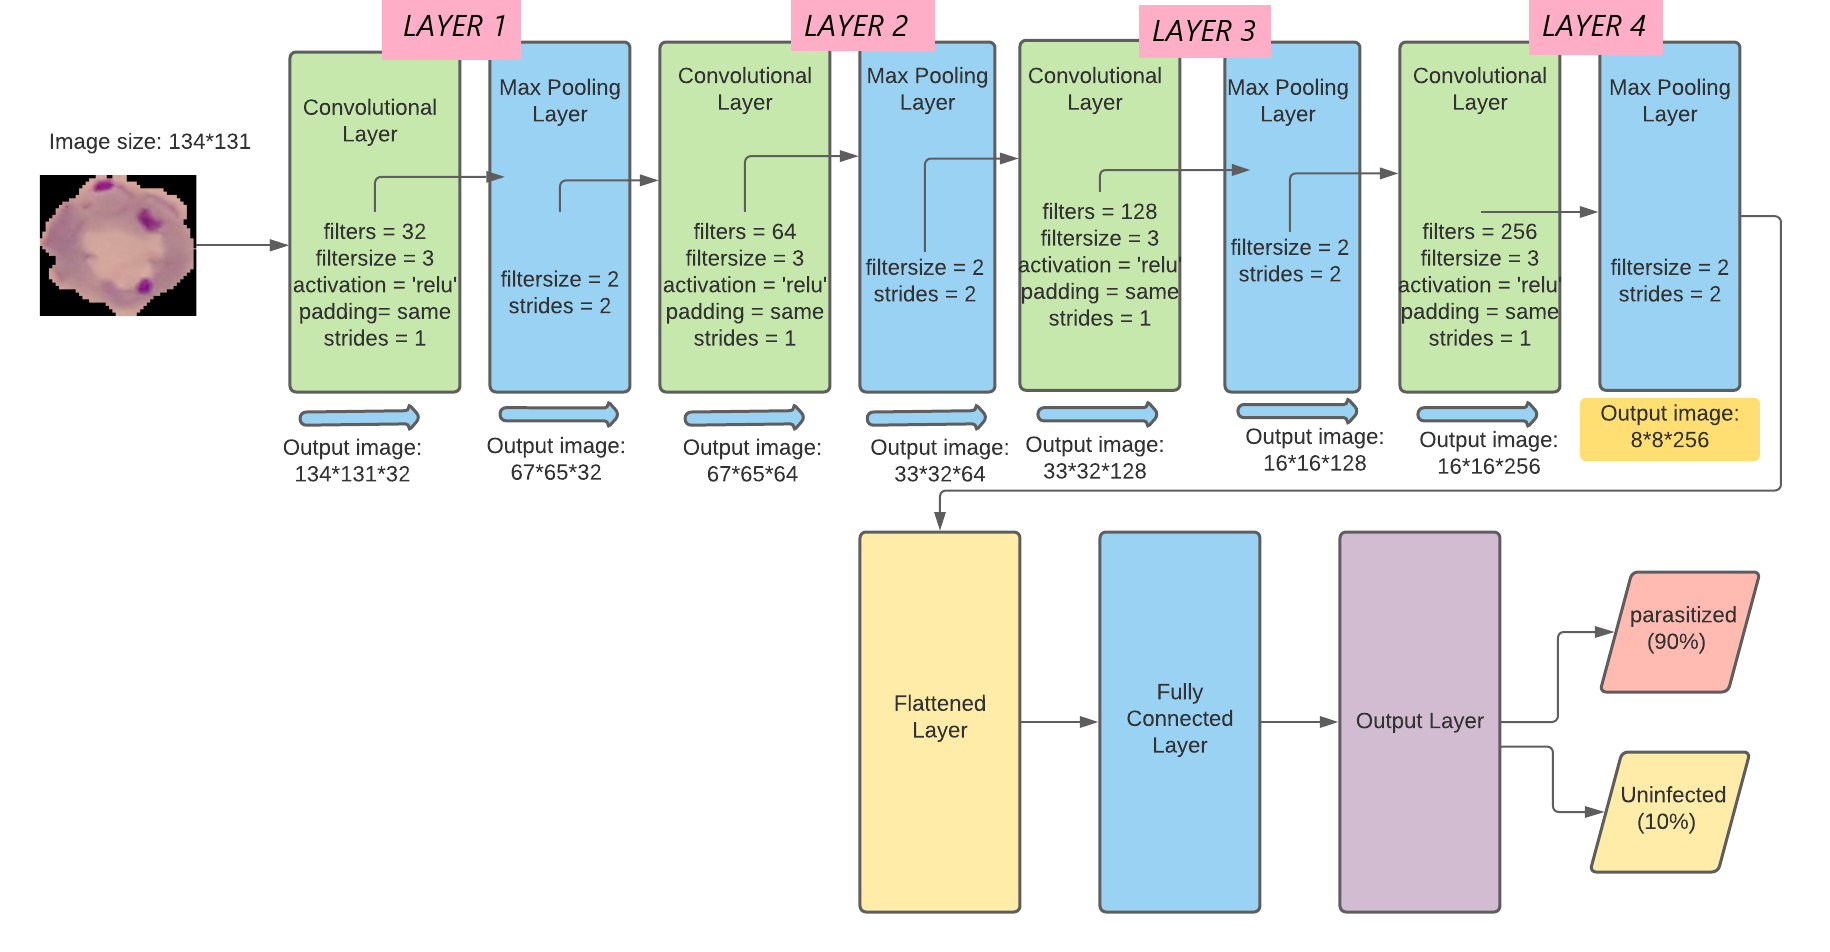 LAYER 1
LAYER 2
LAYER 3
LAYER 4
Image size: 134*131
Convolutional
Layer
filters = 32
filtersize = 3
activation = 'relu'
padding= same
strides = 1
Output image:
134*131*32
Max Pooling
Layer
filtersize = 2
strides = 2
Output image:
67*65*32
Convolutional
Layer
filters = 64
filtersize = 3
activation = 'relu'
padding = same
strides = 1
Output image:
67*65*64
Max Pooling
Layer
filtersize = 2
strides = 2
Output image:
33*32*64
Convolutional
Layer
filters = 128
filtersize = 3
activation = 'relu'
padding = same
strides = 1
Output image:
33*32*128
Max Pooling
Layer
filtersize = 2
strides = 2
Output image:
16*16*128
Convolutional
Layer
filters = 256
filtersize = 3
activation = 'relu'
padding = same
strides = 1
Output image:
16*16*256
Max Pooling
Layer
filtersize = 2
strides = 2
Output image:
8*8*256
Flattened
Layer
Fully
Connected
Layer
Output Layer
parasitized
(90%)
Uninfected
(10%)